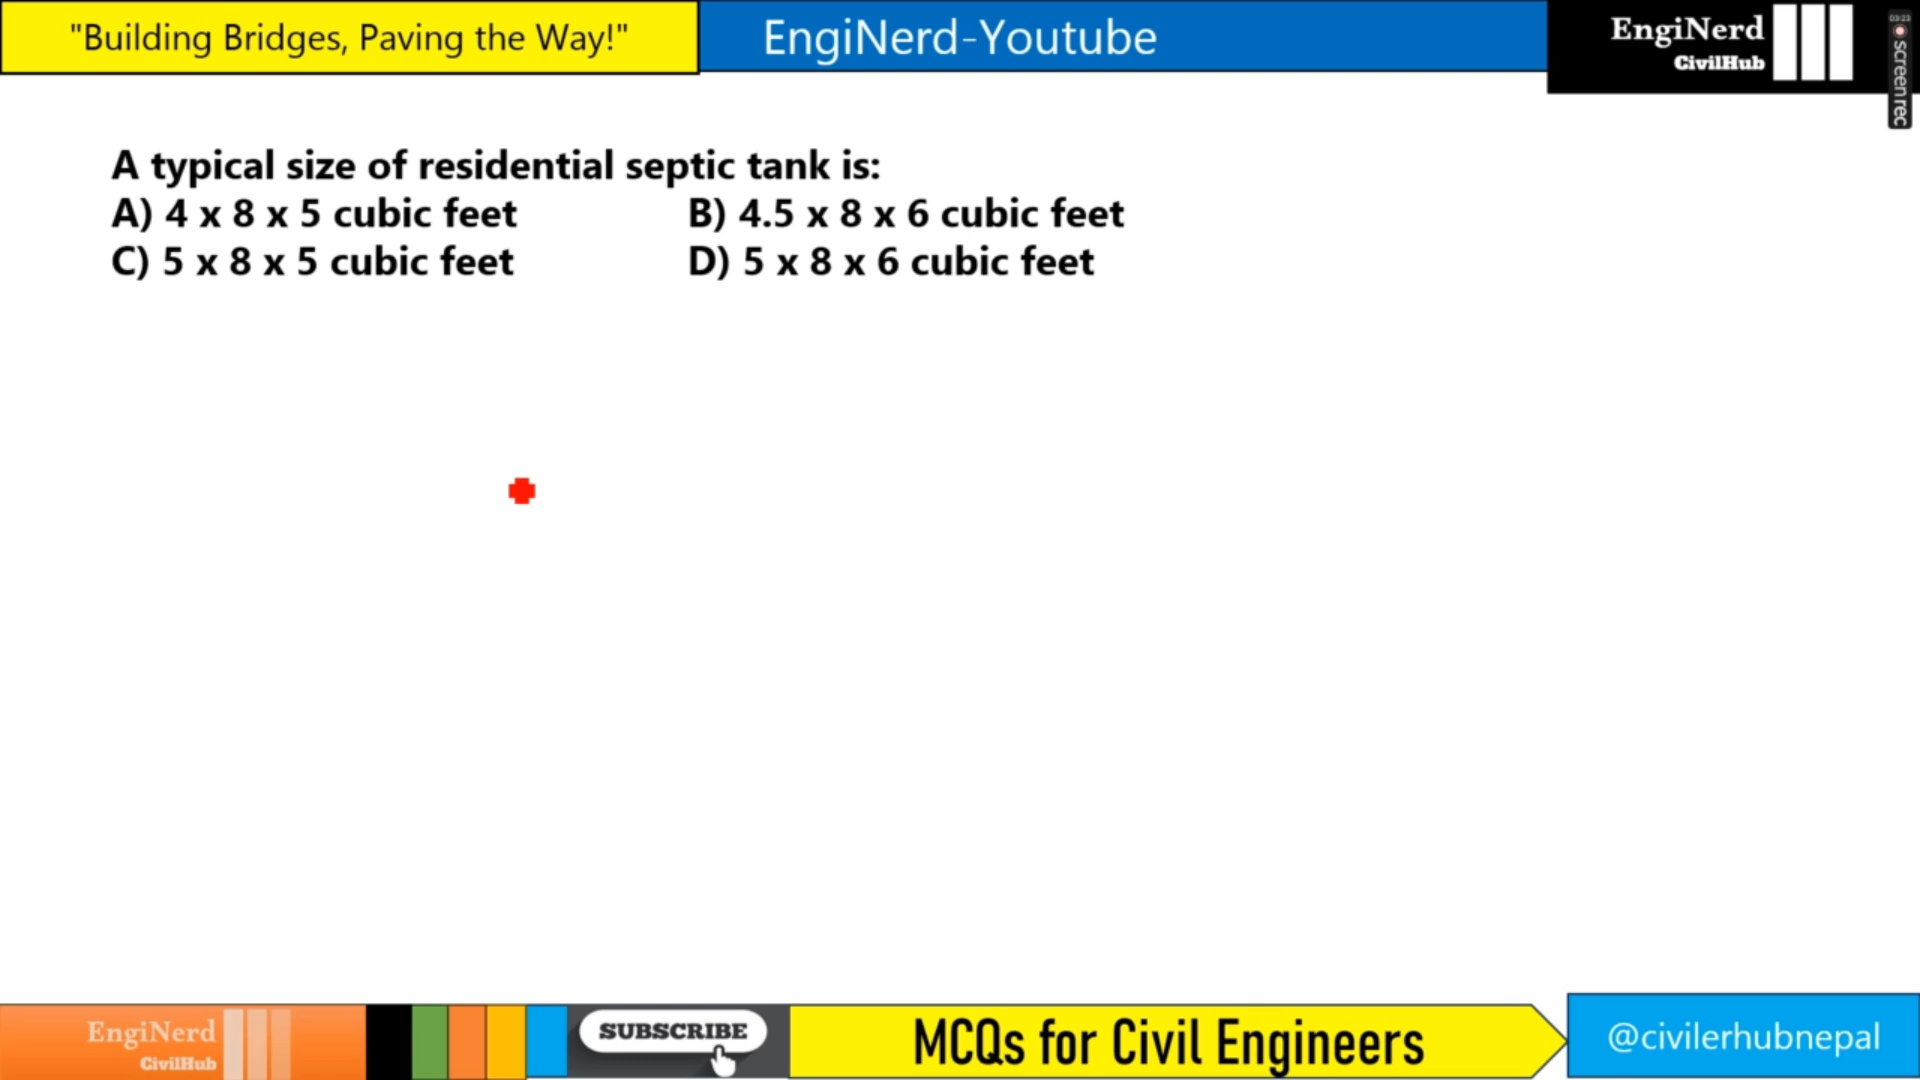 "Building Bridges, Paving the Way!"
EngiNerd-Youtube
EngiNerd
CivilHub
03:23
screenrec
A typical size of residential septic tank is:
A) 4 x 8 x 5 cubic feet B) 4.5 x 8 x 6 cubic feet
C) 5 x 8 x 5 cubic feet D) 5 x 8 x 6 cubic feet
EngiNerd
CivilHub
SUBSCRIBE
MCQs for Civil Engineers
@civilerhubnepal